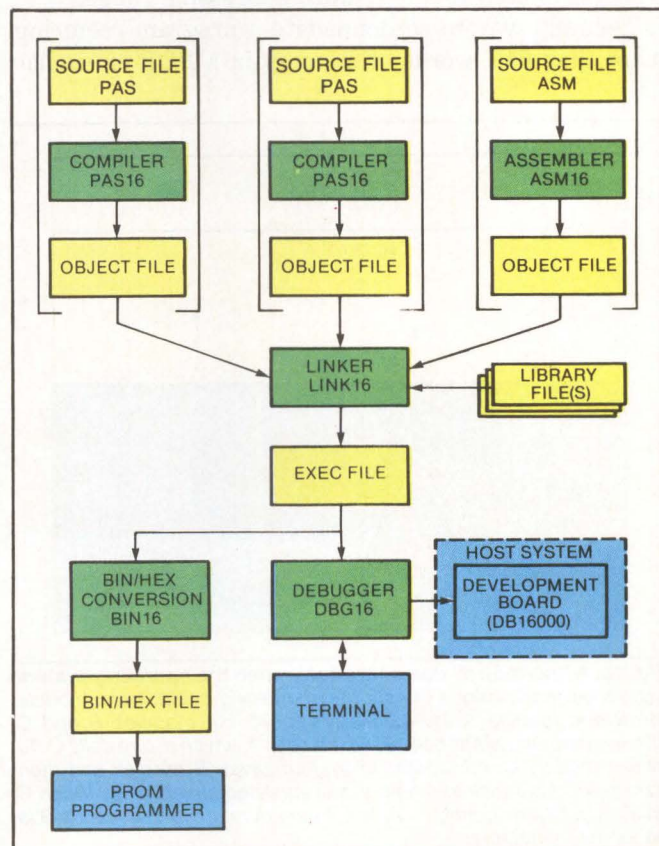 SOURCE FILE
PAS
SOURCE FILE
PAS
SOURCE FILE
ASM
COMPILER
PAS16
COMPILER
PAS16
ASSEMBLER
ASM16
OBJECT FILE
OBJECT FILE
OBJECT FILE
LINKER
LINK16
LIBRARY
FILE(S)
EXEC FILE
BIN/HEX
CONVERSION
BIN16
DEBUGGER
DBG16
HOST SYSTEM
DEVELOPMENT
BOARD
(DB16000)
BIN/HEX FILE
TERMINAL
PROM
PROGRAMMER